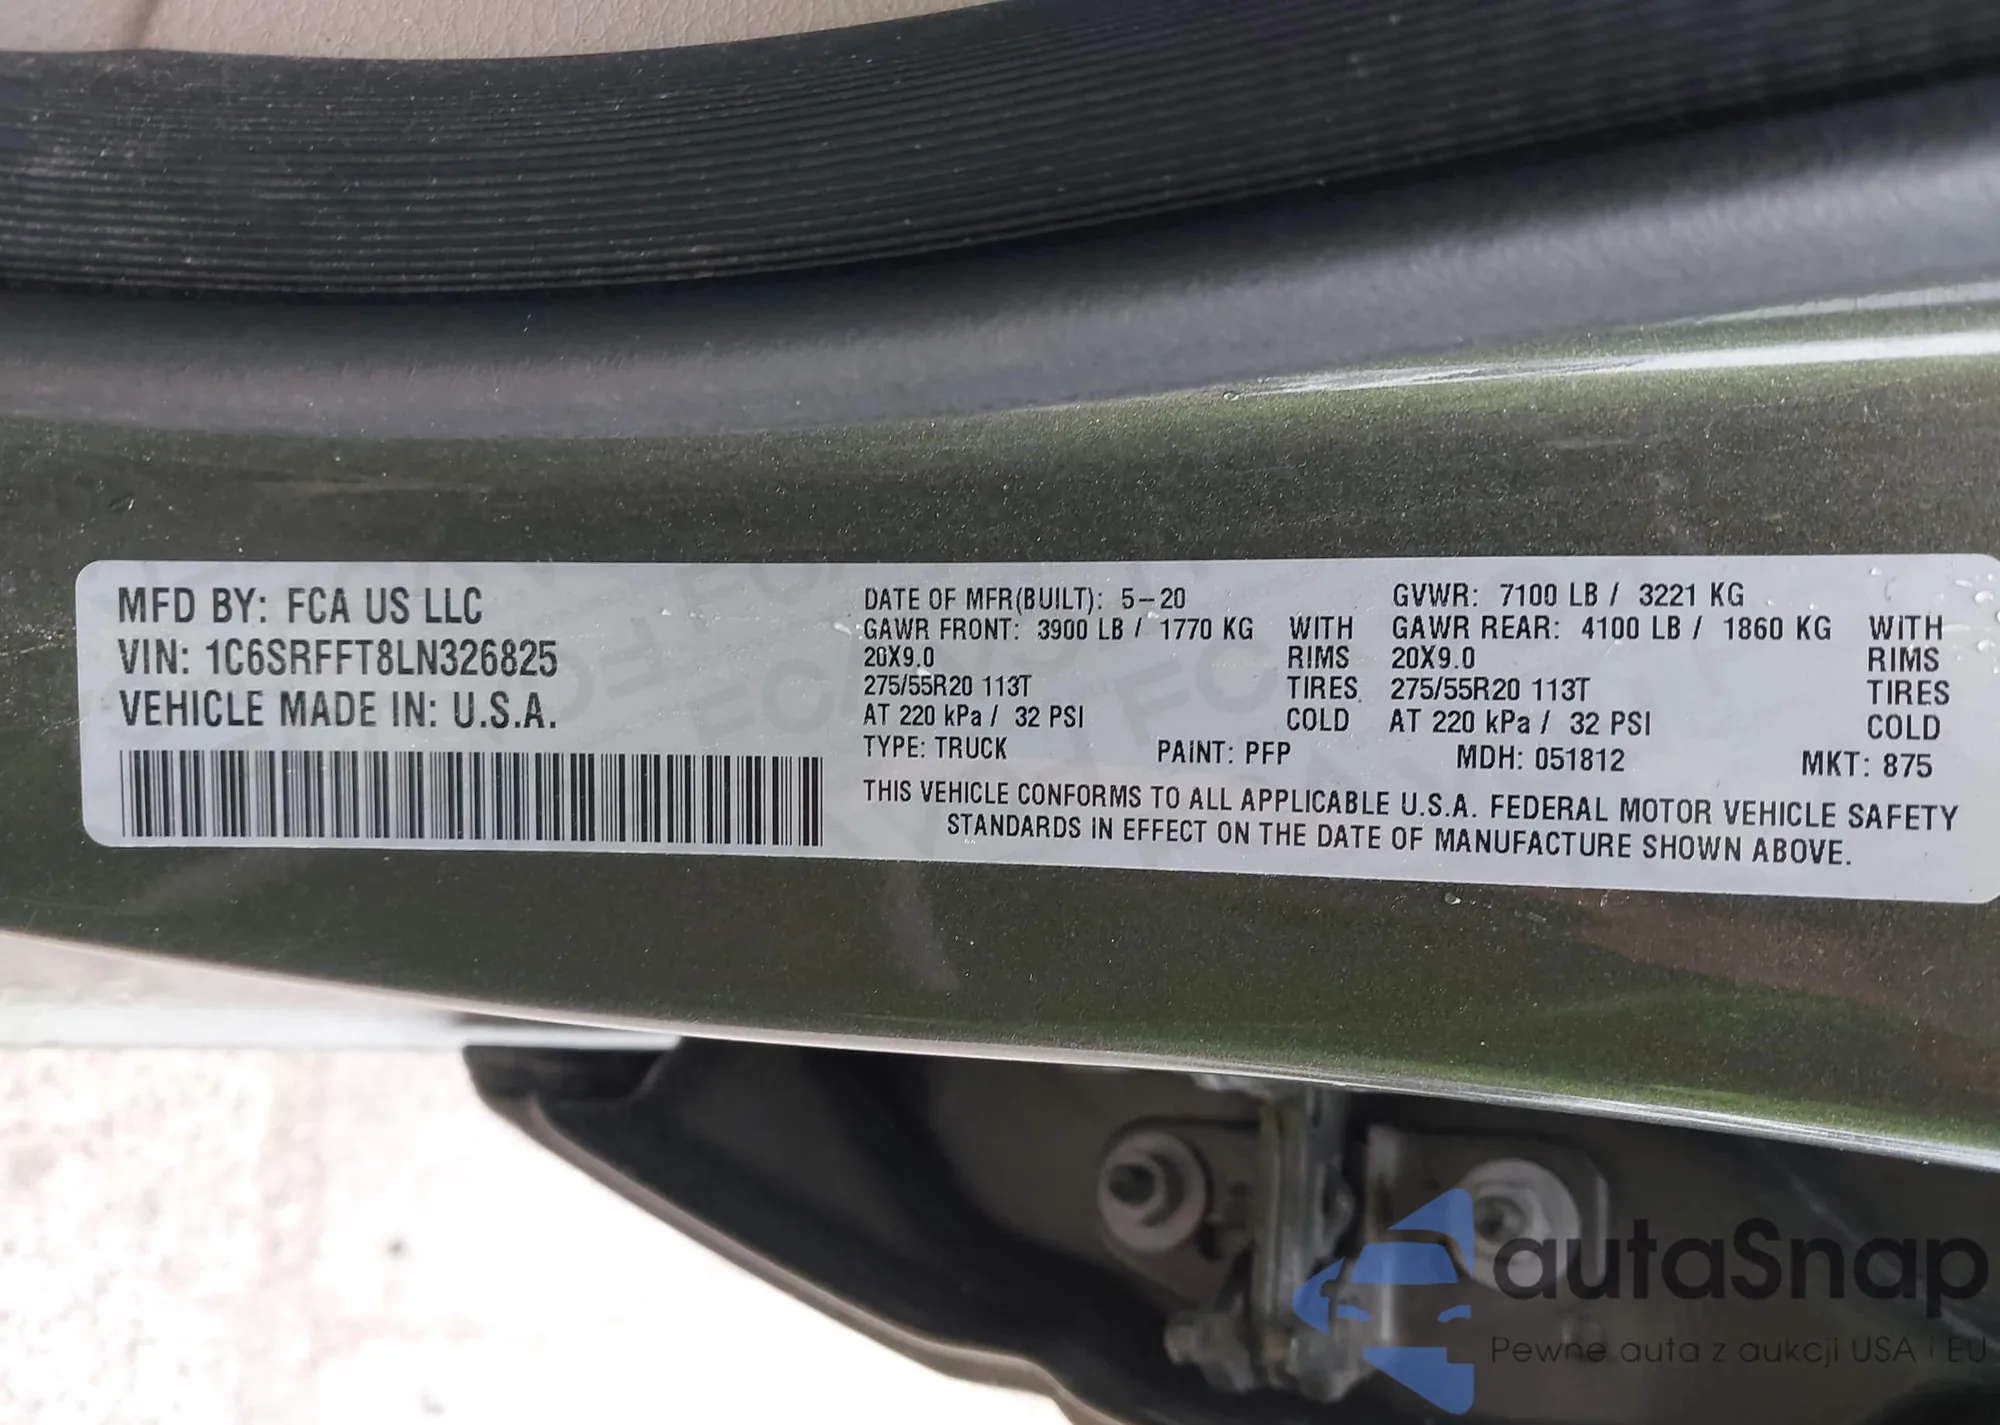 MFD BY: FCA US LLC
VIN: 1C6SRFFT8LN326825
VEHICLE MADE IN: U.S.A.
DATE OF MFR(BUILT): 5-20 GVWR: 7100 LB / 3221 KG
GAWR FRONT: 3900 LB / 1770 KG WITH GAWR REAR: 4100 LB / 1860 KG WITH
20X9.0 RIMS 20X9.0 RIMS
275/55R20 113T TIRES 275/55R20 113T TIRES
AT 220 kPa / 32 PSI COLD AT 220 kPa / 32 PSI COLD
TYPE: TRUCK PAINT: PFP MDH: 051812 MKT: 875
THIS VEHICLE CONFORMS TO ALL APPLICABLE U.S.A. FEDERAL MOTOR VEHICLE SAFETY
STANDARDS IN EFFECT ON THE DATE OF MANUFACTURE SHOWN ABOVE.
autaSnap
Pewne auta z aukcji USA i EU